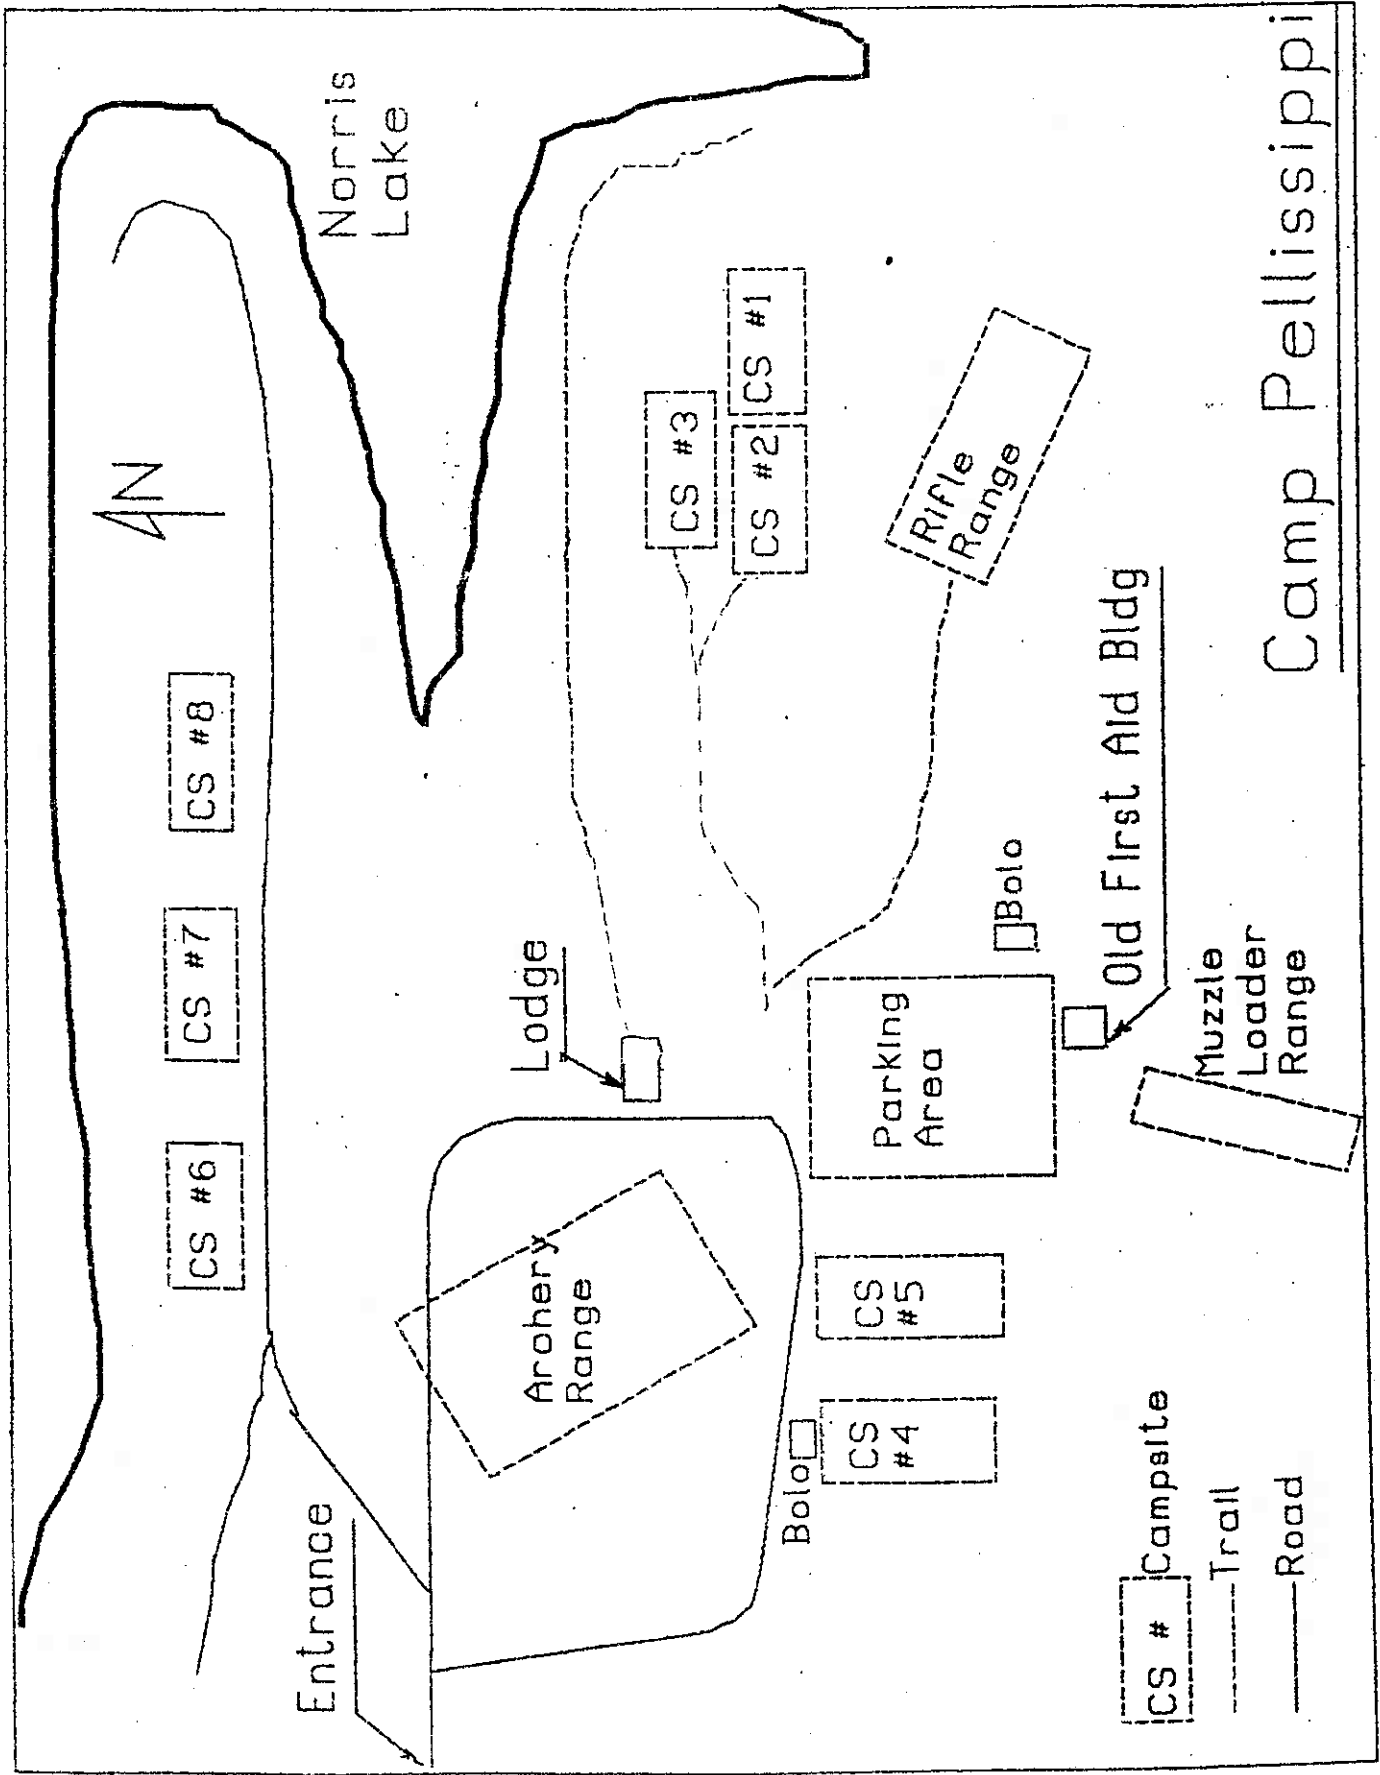 Norris
Lake
N
CS #8
CS #7
CS #6
CS #3
CS #1
CS #2
Rifle
Range
Lodge
Bolo
Parking
Area
Old First Aid Bldg
Muzzle
Loader
Range
Arohery
Range
CS
#5
CS
#4
Bolo
Entrance
CS # Campsite
Trail
Road
Camp Pellissippi